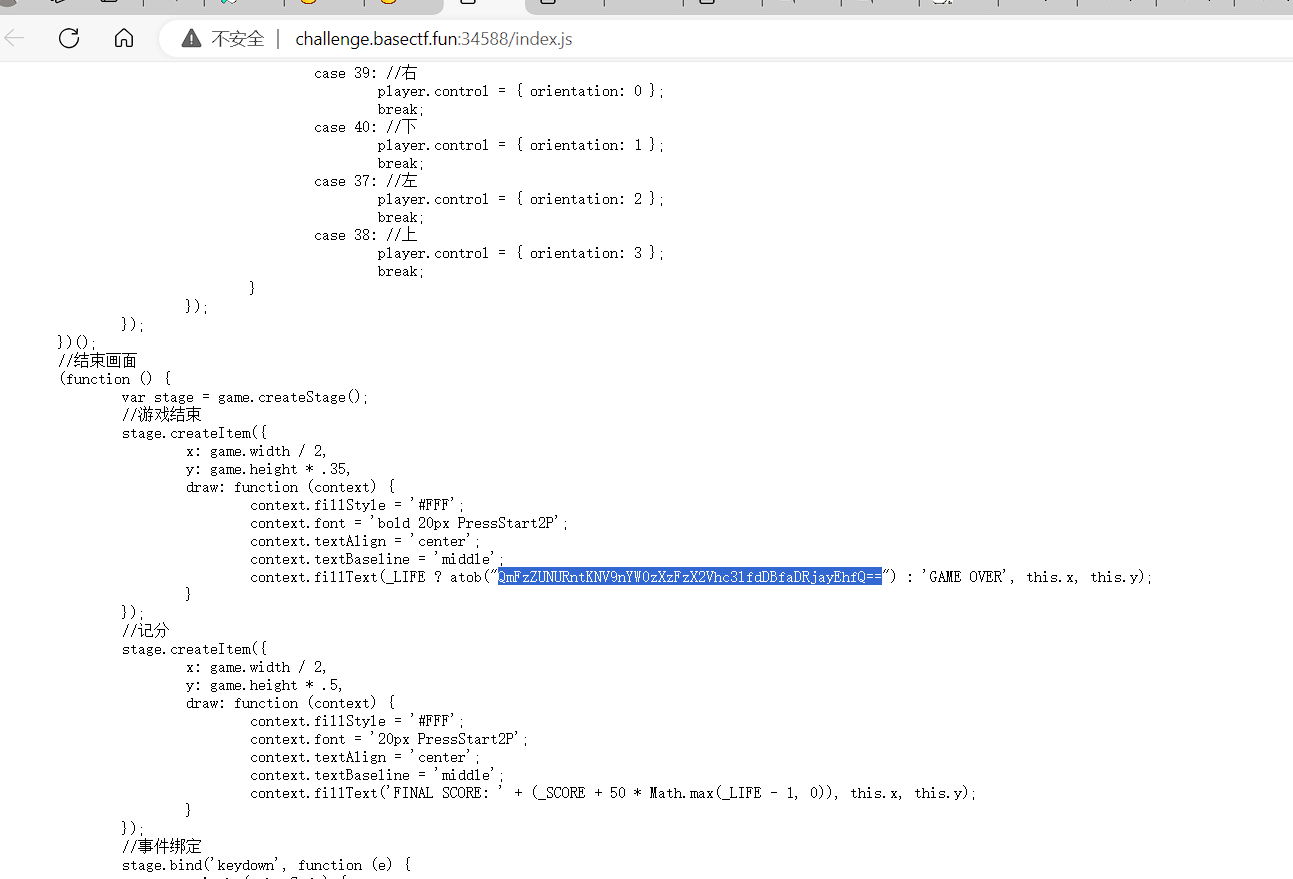 不安全 | challenge.basectf.fun:34588/index.js
case 39: //右
player.control = { orientation: 0 };
break;
case 40: //下
player.control = { orientation: 1 };
break;
case 37: //左
player.control = { orientation: 2 };
break;
case 38: //上
player.control = { orientation: 3 };
break;
}
});
});
})();
//结束画面
(function () {
var stage = game.createStage();
//游戏结束
stage.createItem({
x: game.width / 2,
y: game.height * .35,
draw: function (context) {
context.fillStyle = '#FFF';
context.font = 'bold 20px PressStart2P';
context.textAlign = 'center';
context.textBaseline = 'middle';
context.fillText(_LIFE ? atob("QmFzZUNURntKNV9nYW0zXzFzX2Vhc3lfdDBfaDRjayEhfQ==") : 'GAME OVER', this.x, this.y);
}
});
//记分
stage.createItem({
x: game.width / 2,
y: game.height * .5,
draw: function (context) {
context.fillStyle = '#FFF';
context.font = '20px PressStart2P';
context.textAlign = 'center';
context.textBaseline = 'middle';
context.fillText('FINAL SCORE: ' + (_SCORE + 50 * Math.max(_LIFE - 1, 0)), this.x, this.y);
}
});
//事件绑定
stage.bind('keydown', function (e) {